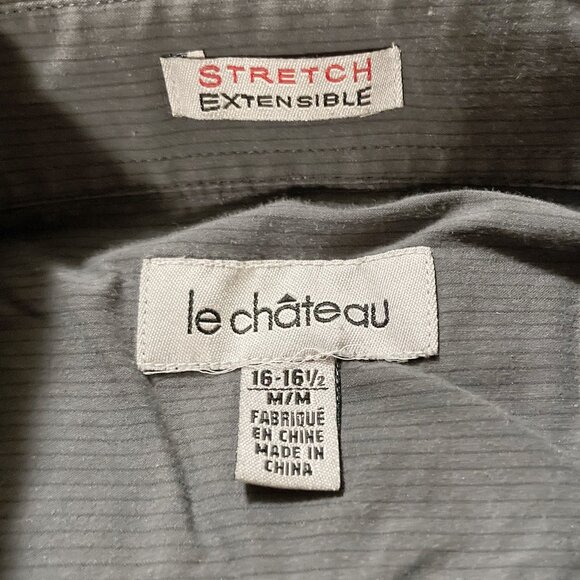 STRETCH
EXTENSIBLE
le château
16-16½
M/M
FABRIQUÉ
EN CHINE
MADE IN
CHINA